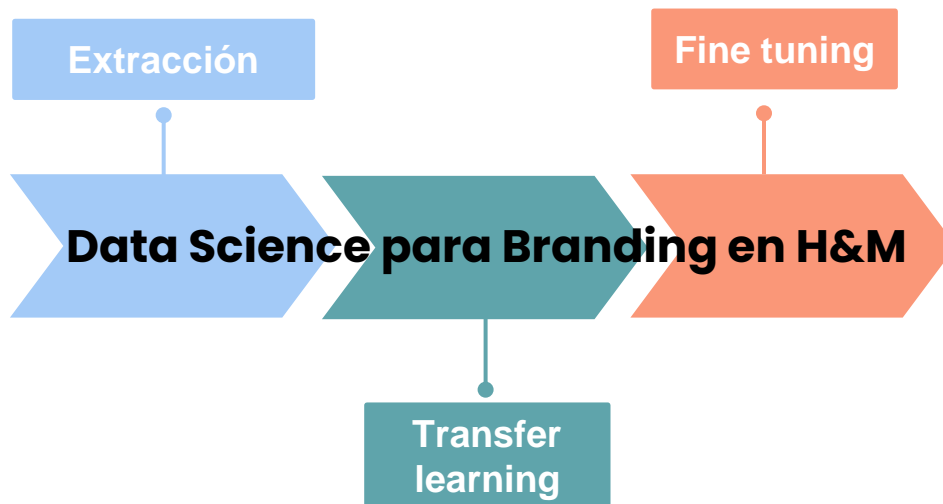 Extracción
Fine tuning
Data Science para Branding en H&M
Transfer
learning